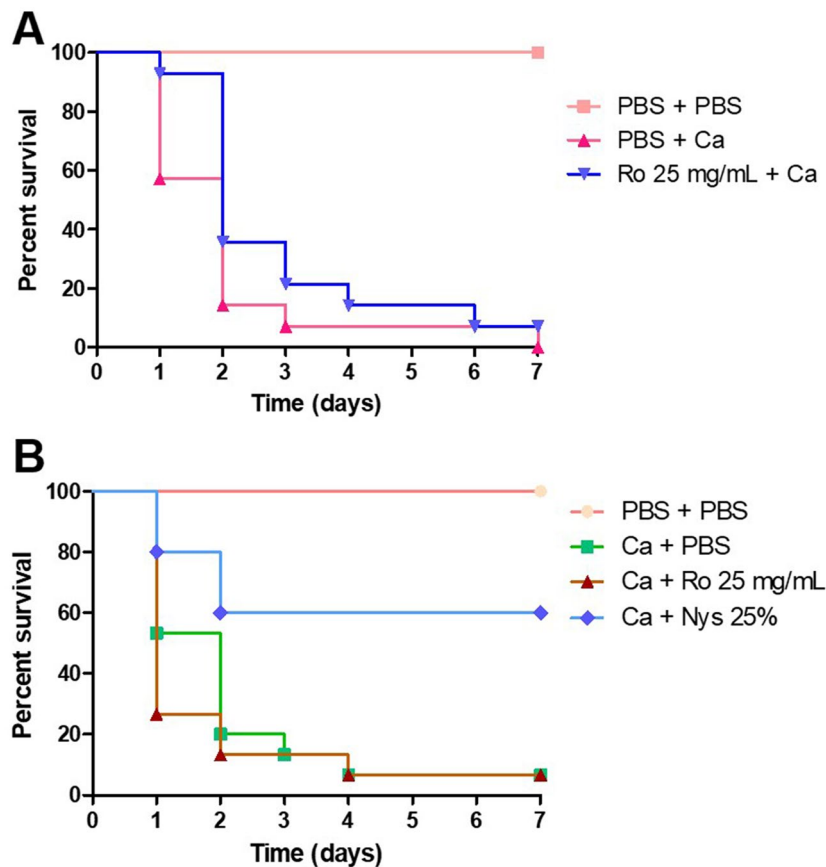 A
100
80
60
40
20
0
Percent survival
0 1 2 3 4 5 6 7
Time (days)
PBS + PBS
PBS + Ca
Ro 25 mg/mL + Ca
B
100
80
60
40
20
0
Percent survival
0 1 2 3 4 5 6 7
Time (days)
PBS + PBS
Ca + PBS
Ca + Ro 25 mg/mL
Ca + Nys 25%